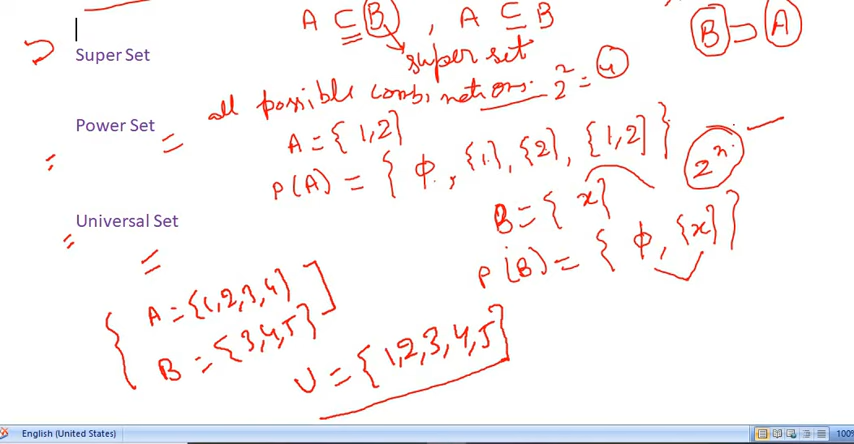 A ⊆ B , A ⊆ B
B ⊃ A
⊃
Super Set
super set
all possible combinations. 2² = 4
Power Set
A = { 1,2}
P(A) = { ϕ, {1}, {2}, {1,2] }
2ⁿ
B = { x}
P(B) = { ϕ, {x} }
Universal Set
A = {1,2,3,4}
B = {3,4,5}
U = {1,2,3,4,5}
English (United States)
100%